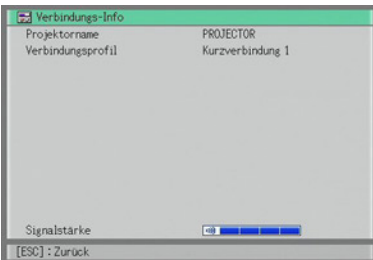 Verbindungs-Info
Projektorname PROJECTOR
Verbindungsprofil Kurzverbindung 1
Signalstärke
[ESC] : Zurück